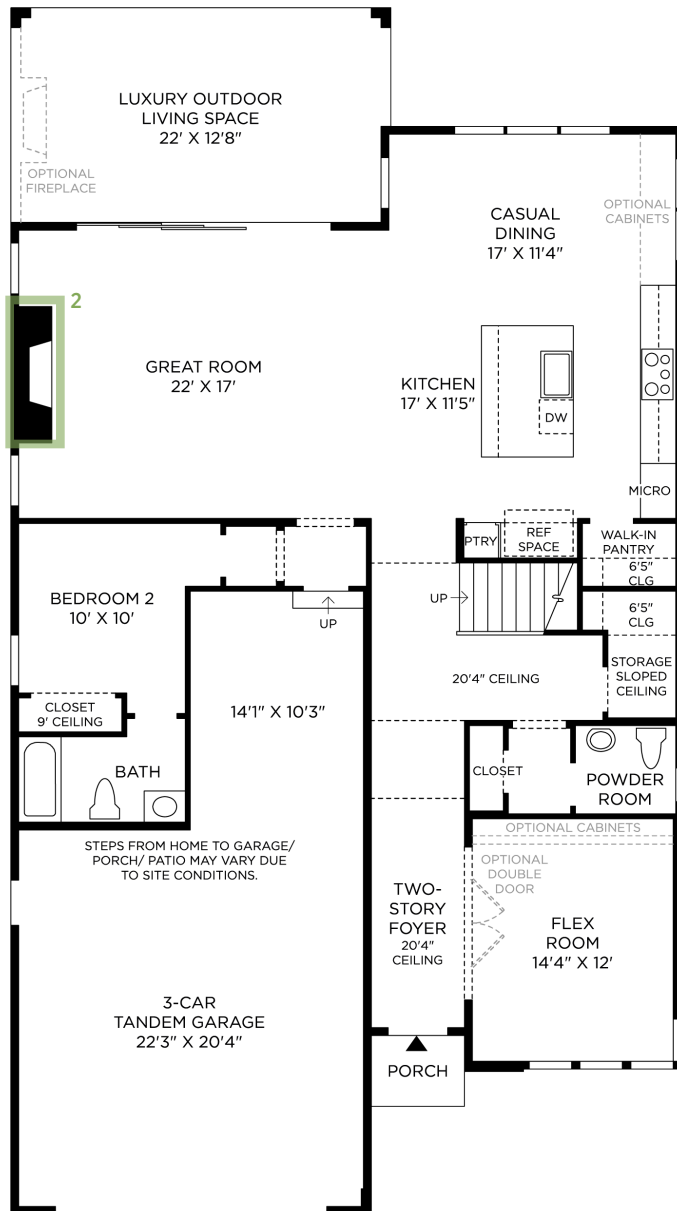 LUXURY OUTDOOR
LIVING SPACE
22' X 12'8"
OPTIONAL
FIREPLACE
OPTIONAL
CABINETS
CASUAL
DINING
17' X 11'4"
2
GREAT ROOM
22' X 17'
KITCHEN
17' X 11'5"
DW
MICRO
PTRY
REF
SPACE
WALK-IN
PANTRY
6'5"
CLG
BEDROOM 2
10' X 10'
UP
UP
6'5"
CLG
STORAGE
SLOPED
CEILING
20'4" CEILING
CLOSET
9' CEILING
14'1" X 10'3"
BATH
CLOSET
POWDER
ROOM
OPTIONAL CABINETS
STEPS FROM HOME TO GARAGE/
PORCH/ PATIO MAY VARY DUE
TO SITE CONDITIONS.
OPTIONAL
DOUBLE
DOOR
TWO-
STORY
FOYER
20'4"
CEILING
FLEX
ROOM
14'4" X 12'
3-CAR
TANDEM GARAGE
22'3" X 20'4"
PORCH